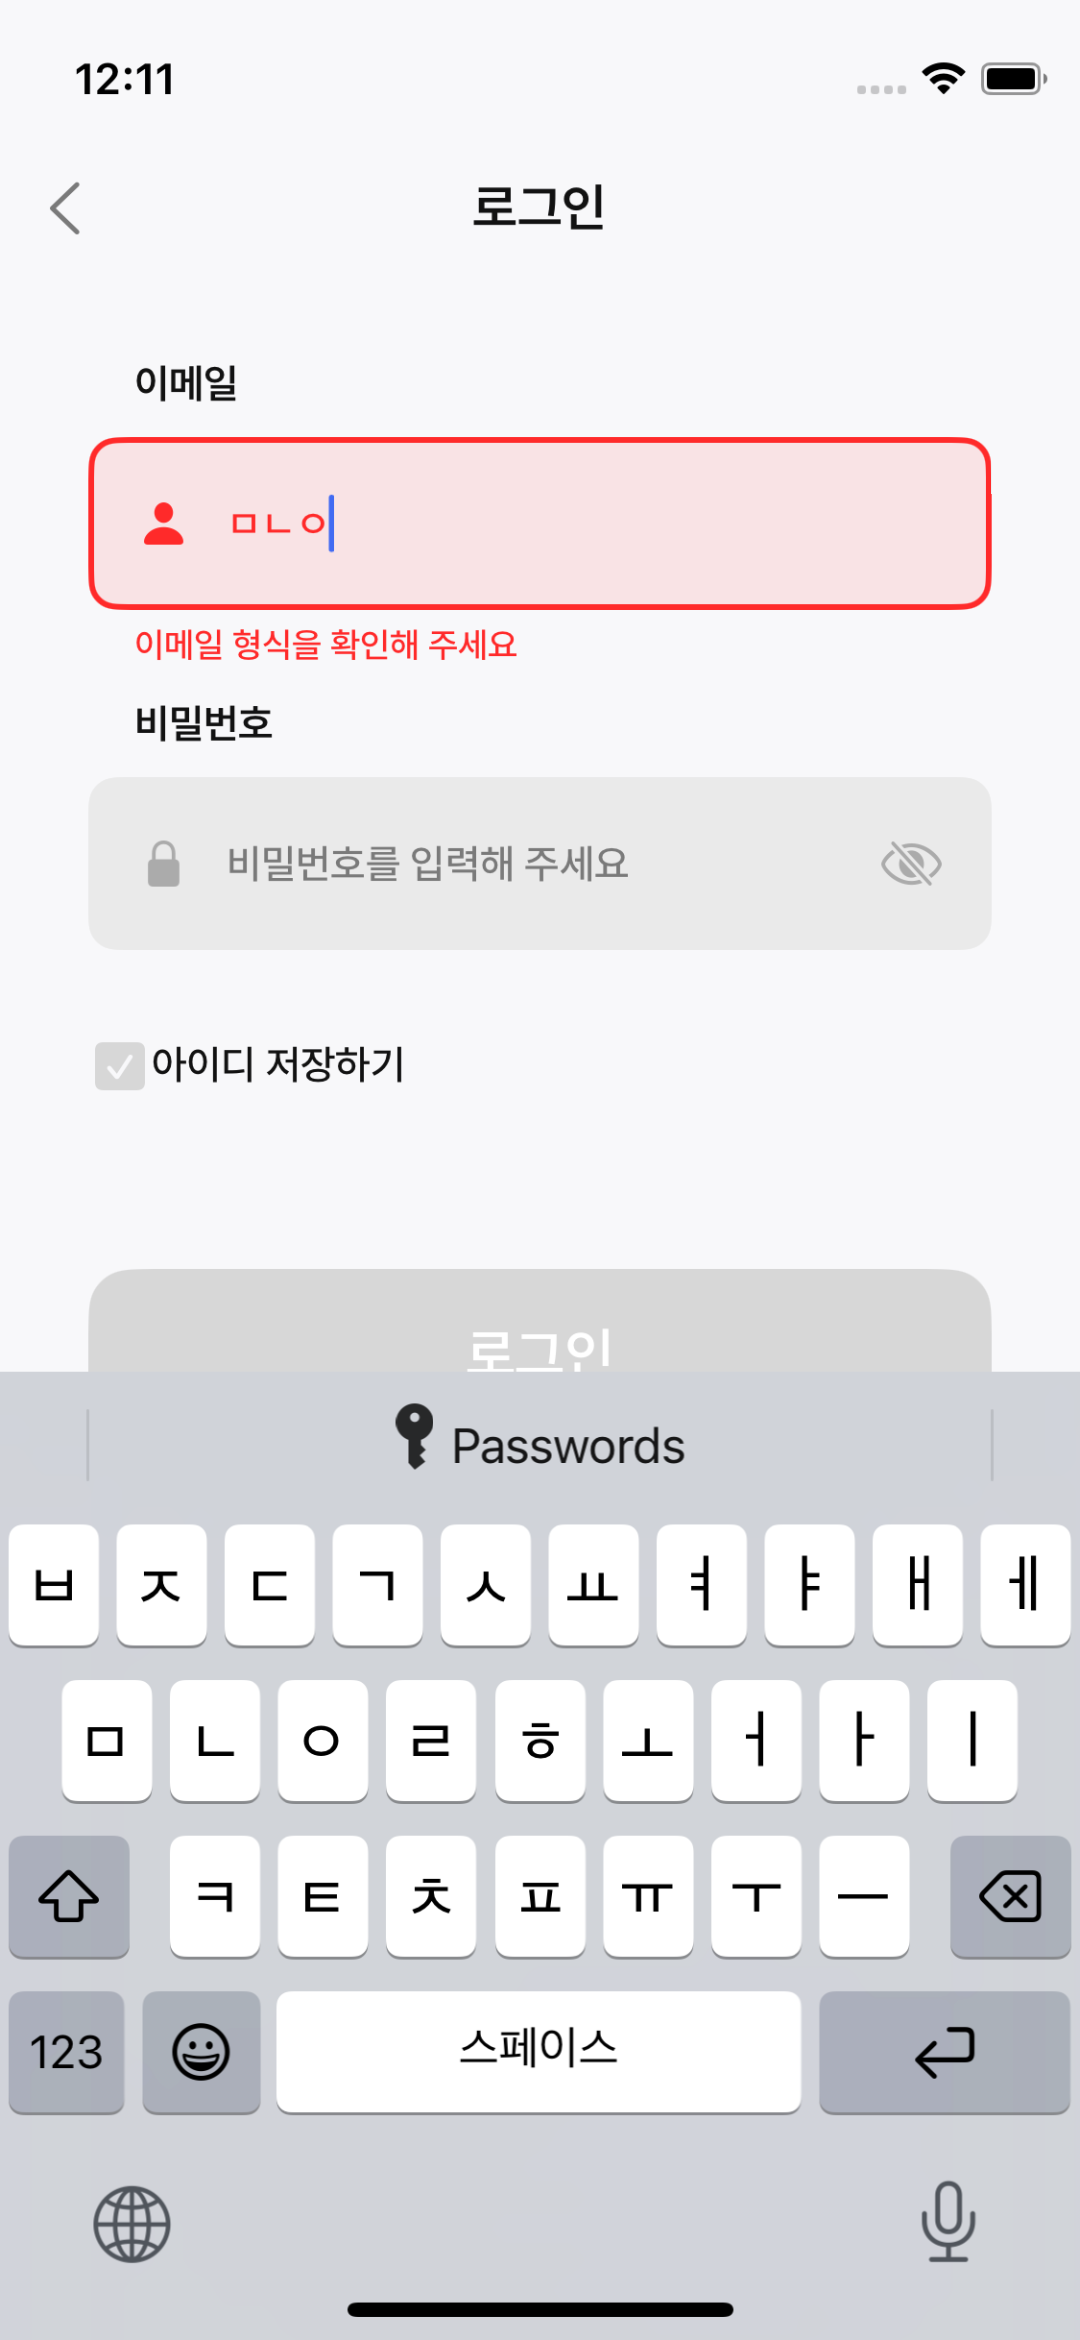 12:11
로그인
이메일
ㅁㄴㅇ
이메일 형식을 확인해 주세요
비밀번호
비밀번호를 입력해 주세요
아이디 저장하기
로그인
Passwords
ㅂ ㅈ ㄷ ㄱ ㅅ ㅛ ㅕ ㅑ ㅐ ㅔ
ㅁ ㄴ ㅇ ㄹ ㅎ ㅗ ㅓ ㅏ ㅣ
ㅋ ㅌ ㅊ ㅍ ㅠ ㅜ ㅡ
123 스페이스